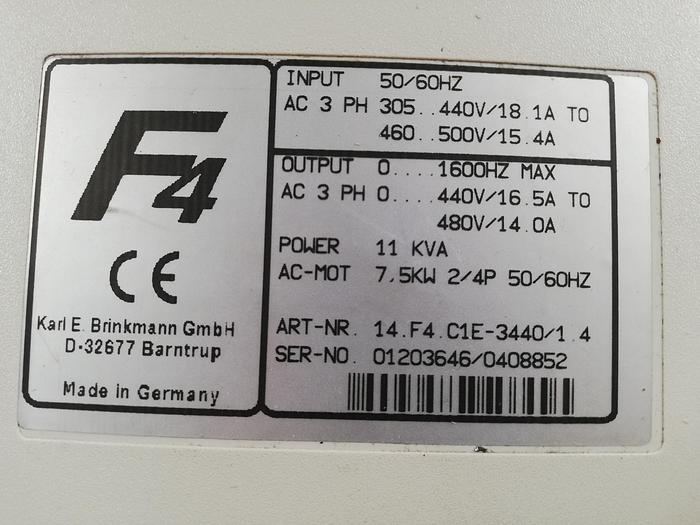 F4
CE
Karl E. Brinkmann GmbH
D-32677 Barntrup
Made in Germany
INPUT 50/60HZ
AC 3 PH 305..440V/18.1A TO
460..500V/15.4A
OUTPUT 0....1600HZ MAX
AC 3 PH 0....440V/16.5A TO
480V/14.0A
POWER 11 KVA
AC-MOT 7,5KW 2/4P 50/60HZ
ART-NR. 14.F4.C1E-3440/1.4
SER-NO. 01203646/0408852